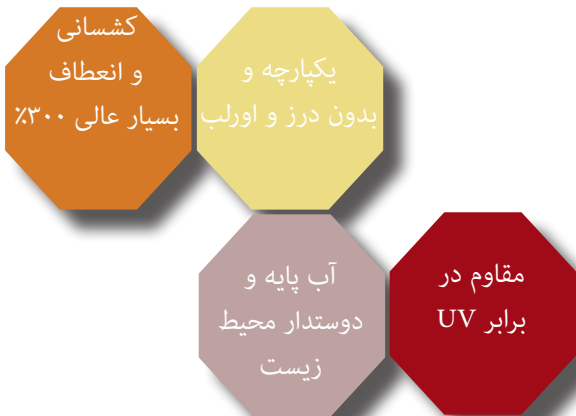 کشسانی
و انعطاف
بسیار عالی ۳۰۰٪
یکپارچه و
بدون درز و اورلب
آب پایه و
دوستدار محیط
زیست
مقاوم در
برابر UV